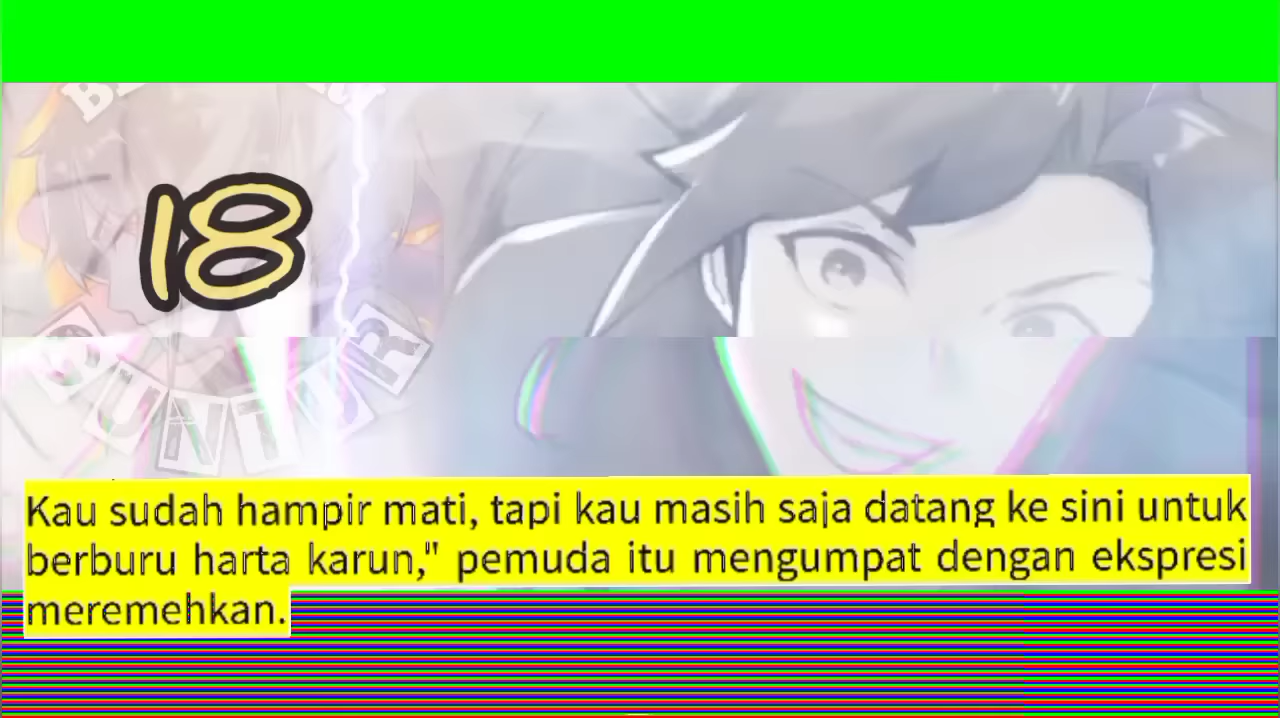 18
GUNTUR
Kau sudah hampir mati, tapi kau masih saja datang ke sini untuk
berburu harta karun," pemuda itu mengumpat dengan ekspresi
meremehkan.